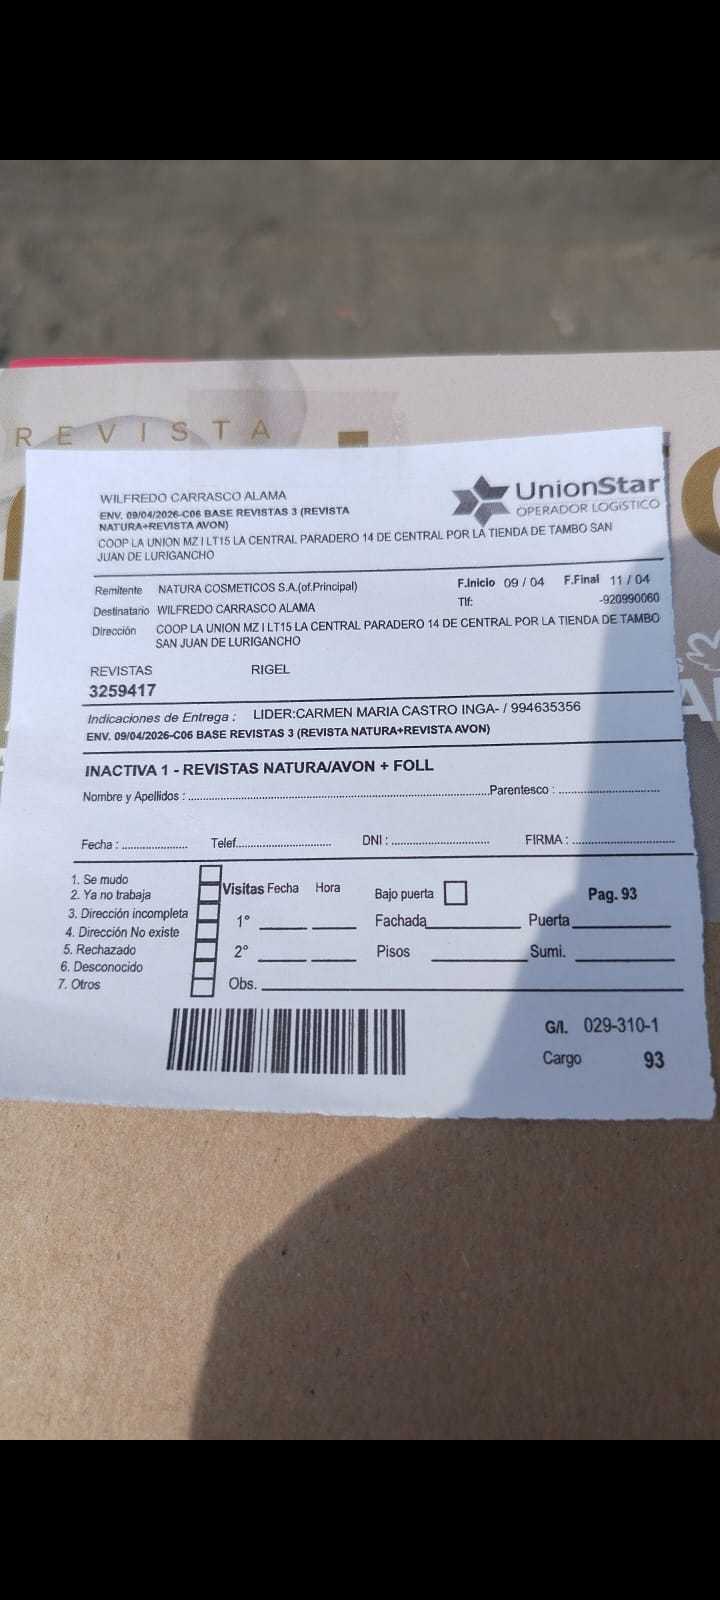 REVISTA
WILFREDO CARRASCO ALAMA
ENV. 09/04/2026-C06 BASE REVISTAS 3 (REVISTA
NATURA+REVISTA AVON)
UnionStar
OPERADOR LOGÍSTICO
COOP LA UNION MZ I LT15 LA CENTRAL PARADERO 14 DE CENTRAL POR LA TIENDA DE TAMBO SAN
JUAN DE LURIGANCHO
Remitente NATURA COSMETICOS S.A.(of.Principal) F.Inicio 09 / 04 F.Final 11 / 04
Destinatario WILFREDO CARRASCO ALAMA Tlf: -920990060
Dirección COOP LA UNION MZ I LT15 LA CENTRAL PARADERO 14 DE CENTRAL POR LA TIENDA DE TAMBO
SAN JUAN DE LURIGANCHO
REVISTAS RIGEL
3259417
Indicaciones de Entrega : LIDER:CARMEN MARIA CASTRO INGA- / 994635356
ENV. 09/04/2026-C06 BASE REVISTAS 3 (REVISTA NATURA+REVISTA AVON)
INACTIVA 1 - REVISTAS NATURA/AVON + FOLL
Nombre y Apellidos : Parentesco :
Fecha : Telef. DNI : FIRMA :
1. Se mudo
2. Ya no trabaja
3. Dirección incompleta
4. Dirección No existe
5. Rechazado
6. Desconocido
7. Otros
Visitas Fecha Hora Bajo puerta Pag. 93
1° Fachada Puerta
2° Pisos Sumi.
Obs.
G/I. 029-310-1
Cargo 93